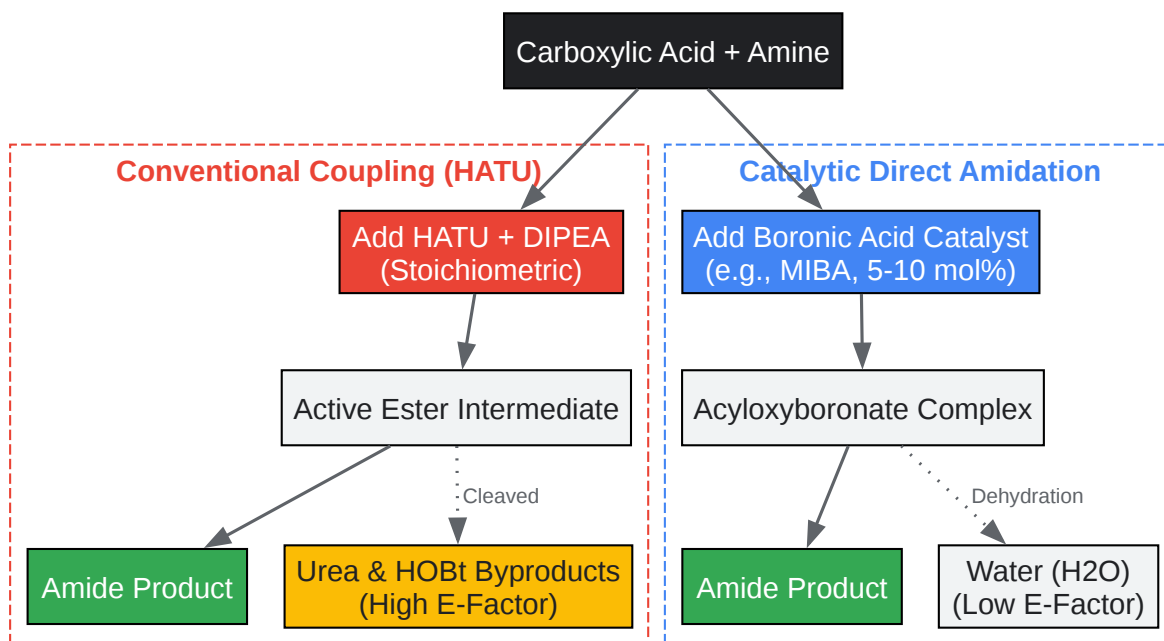 Carboxylic Acid + Amine
Conventional Coupling (HATU)
Catalytic Direct Amidation
Add HATU + DIPEA
(Stoichiometric)
Add Boronic Acid Catalyst
(e.g., MIBA, 5-10 mol%)
Active Ester Intermediate
Acyloxyboronate Complex
Cleaved
Dehydration
Amide Product
Urea & HOBt Byproducts
(High E-Factor)
Amide Product
Water (H2O)
(Low E-Factor)